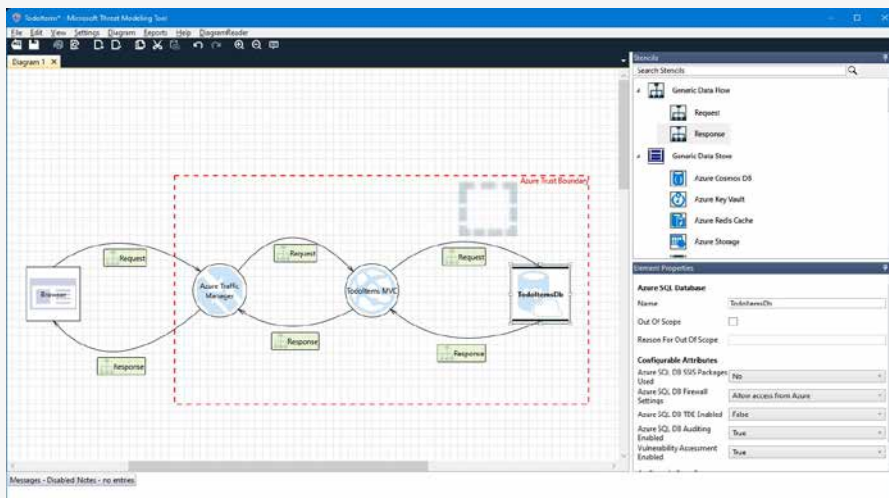 TodoItems* - Microsoft Threat Modeling Tool
File Edit View Settings Diagram Reports Help DiagramReader
Diagram 1 X
Azure Trust Boundary
Request
Request
Request
Browser
Azure Traffic
Manager
TodoItems MVC
TodoItemsDb
Response
Response
Response
Messages - Disabled Notes - no entries
Stencils
Search Stencils
Generic Data Flow
Request
Response
Generic Data Store
Azure Cosmos DB
Azure Key Vault
Azure Redis Cache
Azure Storage
Element Properties
Azure SQL Database
Name TodoItemsDb
Out Of Scope
Reason For Out Of Scope
Configurable Attributes
Azure SQL DB SSIS Packages
Used No
Azure SQL DB Firewall
Settings Allow access from Azure
Azure SQL DB TDE Enabled False
Azure SQL DB Auditing
Enabled True
Vulnerability Assessment
Enabled True